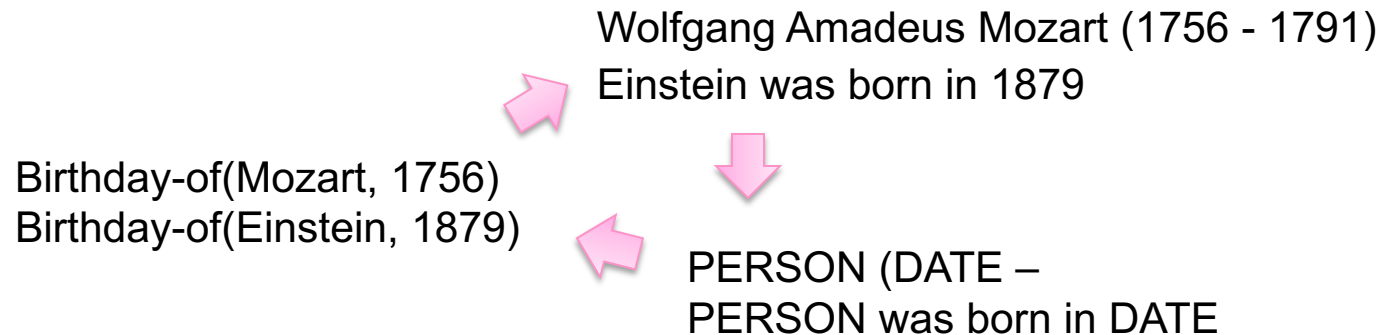 Wolfgang Amadeus Mozart (1756 - 1791)
Einstein was born in 1879
Birthday-of(Mozart, 1756)
Birthday-of(Einstein, 1879)
PERSON (DATE –
PERSON was born in DATE